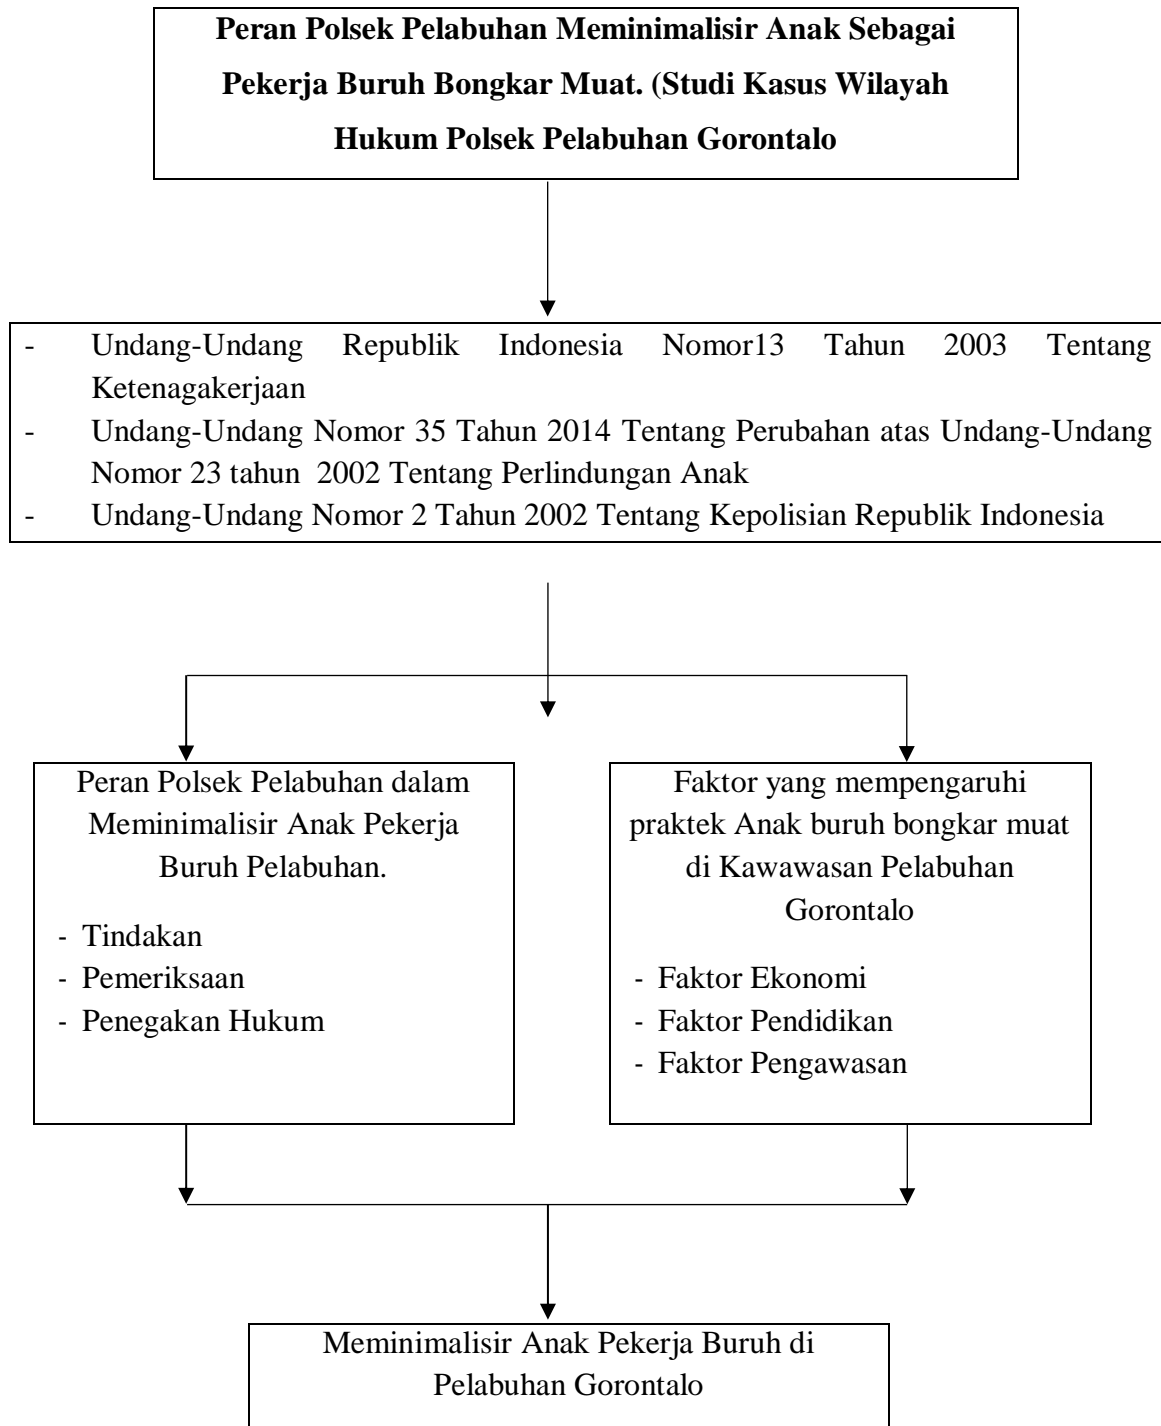 Peran Polsek Pelabuhan Meminimalisir Anak Sebagai
Pekerja Buruh Bongkar Muat. (Studi Kasus Wilayah
Hukum Polsek Pelabuhan Gorontalo
- Undang-Undang Republik Indonesia Nomor13 Tahun 2003 Tentang
Ketenagakerjaan
- Undang-Undang Nomor 35 Tahun 2014 Tentang Perubahan atas Undang-Undang
Nomor 23 tahun 2002 Tentang Perlindungan Anak
- Undang-Undang Nomor 2 Tahun 2002 Tentang Kepolisian Republik Indonesia
Peran Polsek Pelabuhan dalam
Meminimalisir Anak Pekerja
Buruh Pelabuhan.
- Tindakan
- Pemeriksaan
- Penegakan Hukum
Faktor yang mempengaruhi
praktek Anak buruh bongkar muat
di Kawawasan Pelabuhan
Gorontalo
- Faktor Ekonomi
- Faktor Pendidikan
- Faktor Pengawasan
Meminimalisir Anak Pekerja Buruh di
Pelabuhan Gorontalo